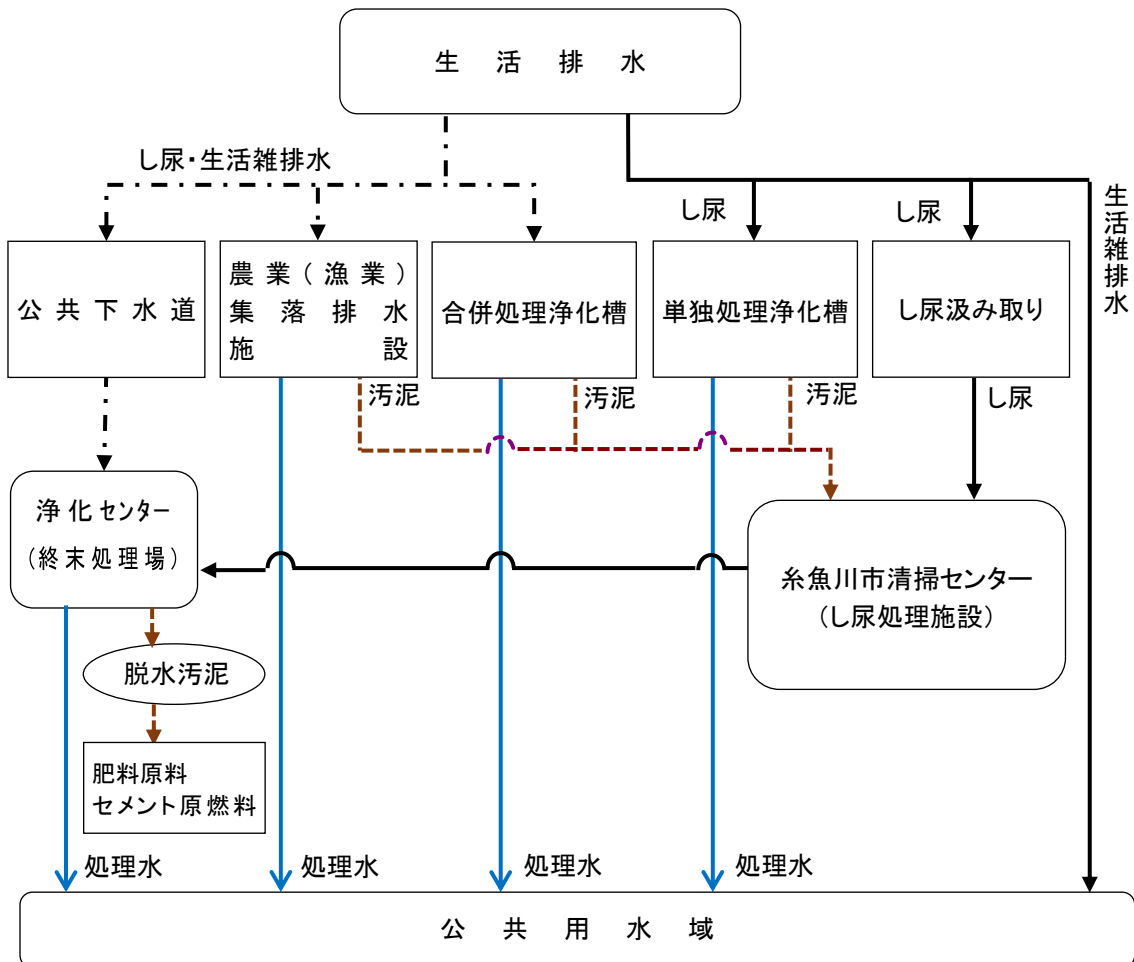 生活排水
し尿・生活雑排水
し尿
し尿
生活雑排水
公共下水道
農業(漁業)
集落排水
施設
合併処理浄化槽
単独処理浄化槽
し尿汲み取り
汚泥
汚泥
汚泥
し尿
浄化センター
(終末処理場)
糸魚川市清掃センター
(し尿処理施設)
脱水汚泥
肥料原料
セメント原燃料
処理水
処理水
処理水
処理水
公共用水域